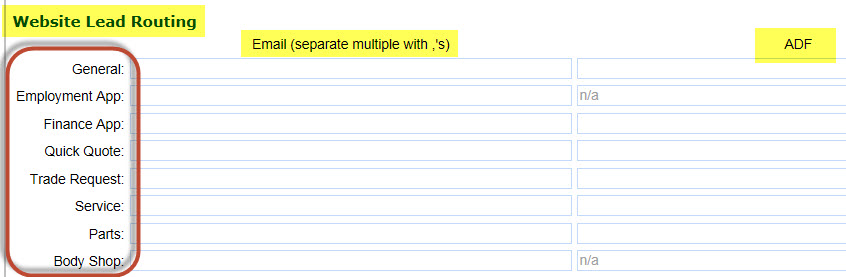 Website Lead Routing
Email (separate multiple with ,'s) ADF
General:
Employment App: n/a
Finance App:
Quick Quote:
Trade Request:
Service:
Parts:
Body Shop: n/a